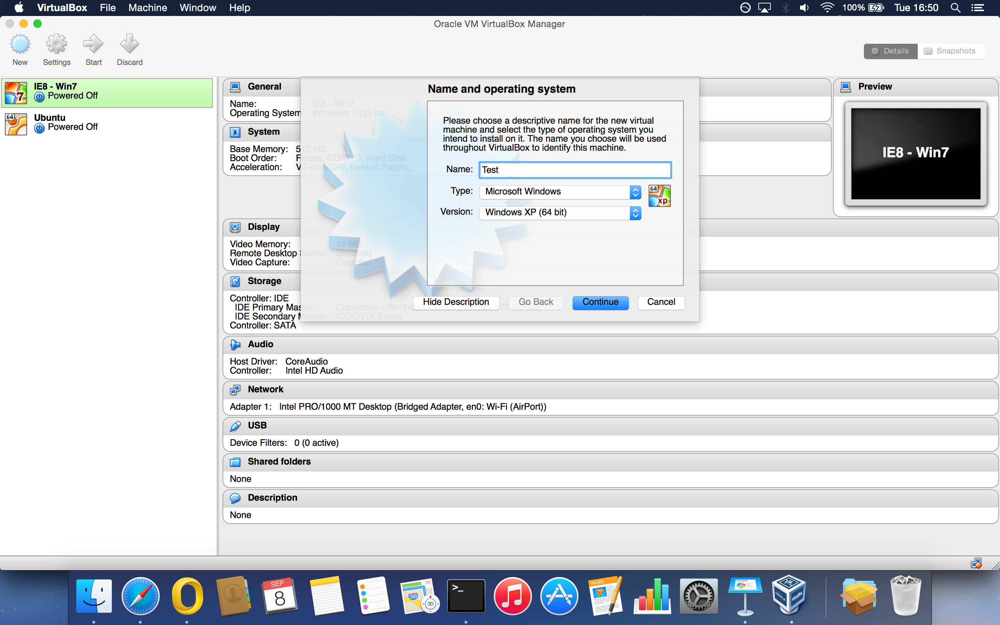 VirtualBox File Machine Window Help 100% Tue 16:50
Oracle VM VirtualBox Manager
New Settings Start Discard Details Snapshots
IE8 - Win7
Powered Off
64
Ubuntu
Powered Off
General
Name: IE8 - Win7
Operating System: Windows 7 (32 bit)
System
Base Memory: 512 MB
Boot Order: Floppy, CD/DVD, Hard Disk
Acceleration: VT-x/AMD-V, Nested Paging
Display
Video Memory: 27 MB
Remote Desktop Server: Disabled
Video Capture: Disabled
Storage
Controller: IDE
IDE Primary Master: Capgemini - Win7-disk1.vmdk (Normal, 127.00 GB)
IDE Secondary Master: [CD/DVD] Empty
Controller: SATA
Audio
Host Driver: CoreAudio
Controller: Intel HD Audio
Network
Adapter 1: Intel PRO/1000 MT Desktop (Bridged Adapter, en0: Wi-Fi (AirPort))
USB
Device Filters: 0 (0 active)
Shared folders
None
Description
None
Name and operating system
Please choose a descriptive name for the new virtual
machine and select the type of operating system you
intend to install on it. The name you choose will be used
throughout VirtualBox to identify this machine.
Name: Test
Type: Microsoft Windows
64
xp
Version: Windows XP (64 bit)
Hide Description Go Back Continue Cancel
Preview
IE8 - Win7
SEP
8
280
3D
>_
PAGES
KEYNOTE
ORACLE
VirtualBox